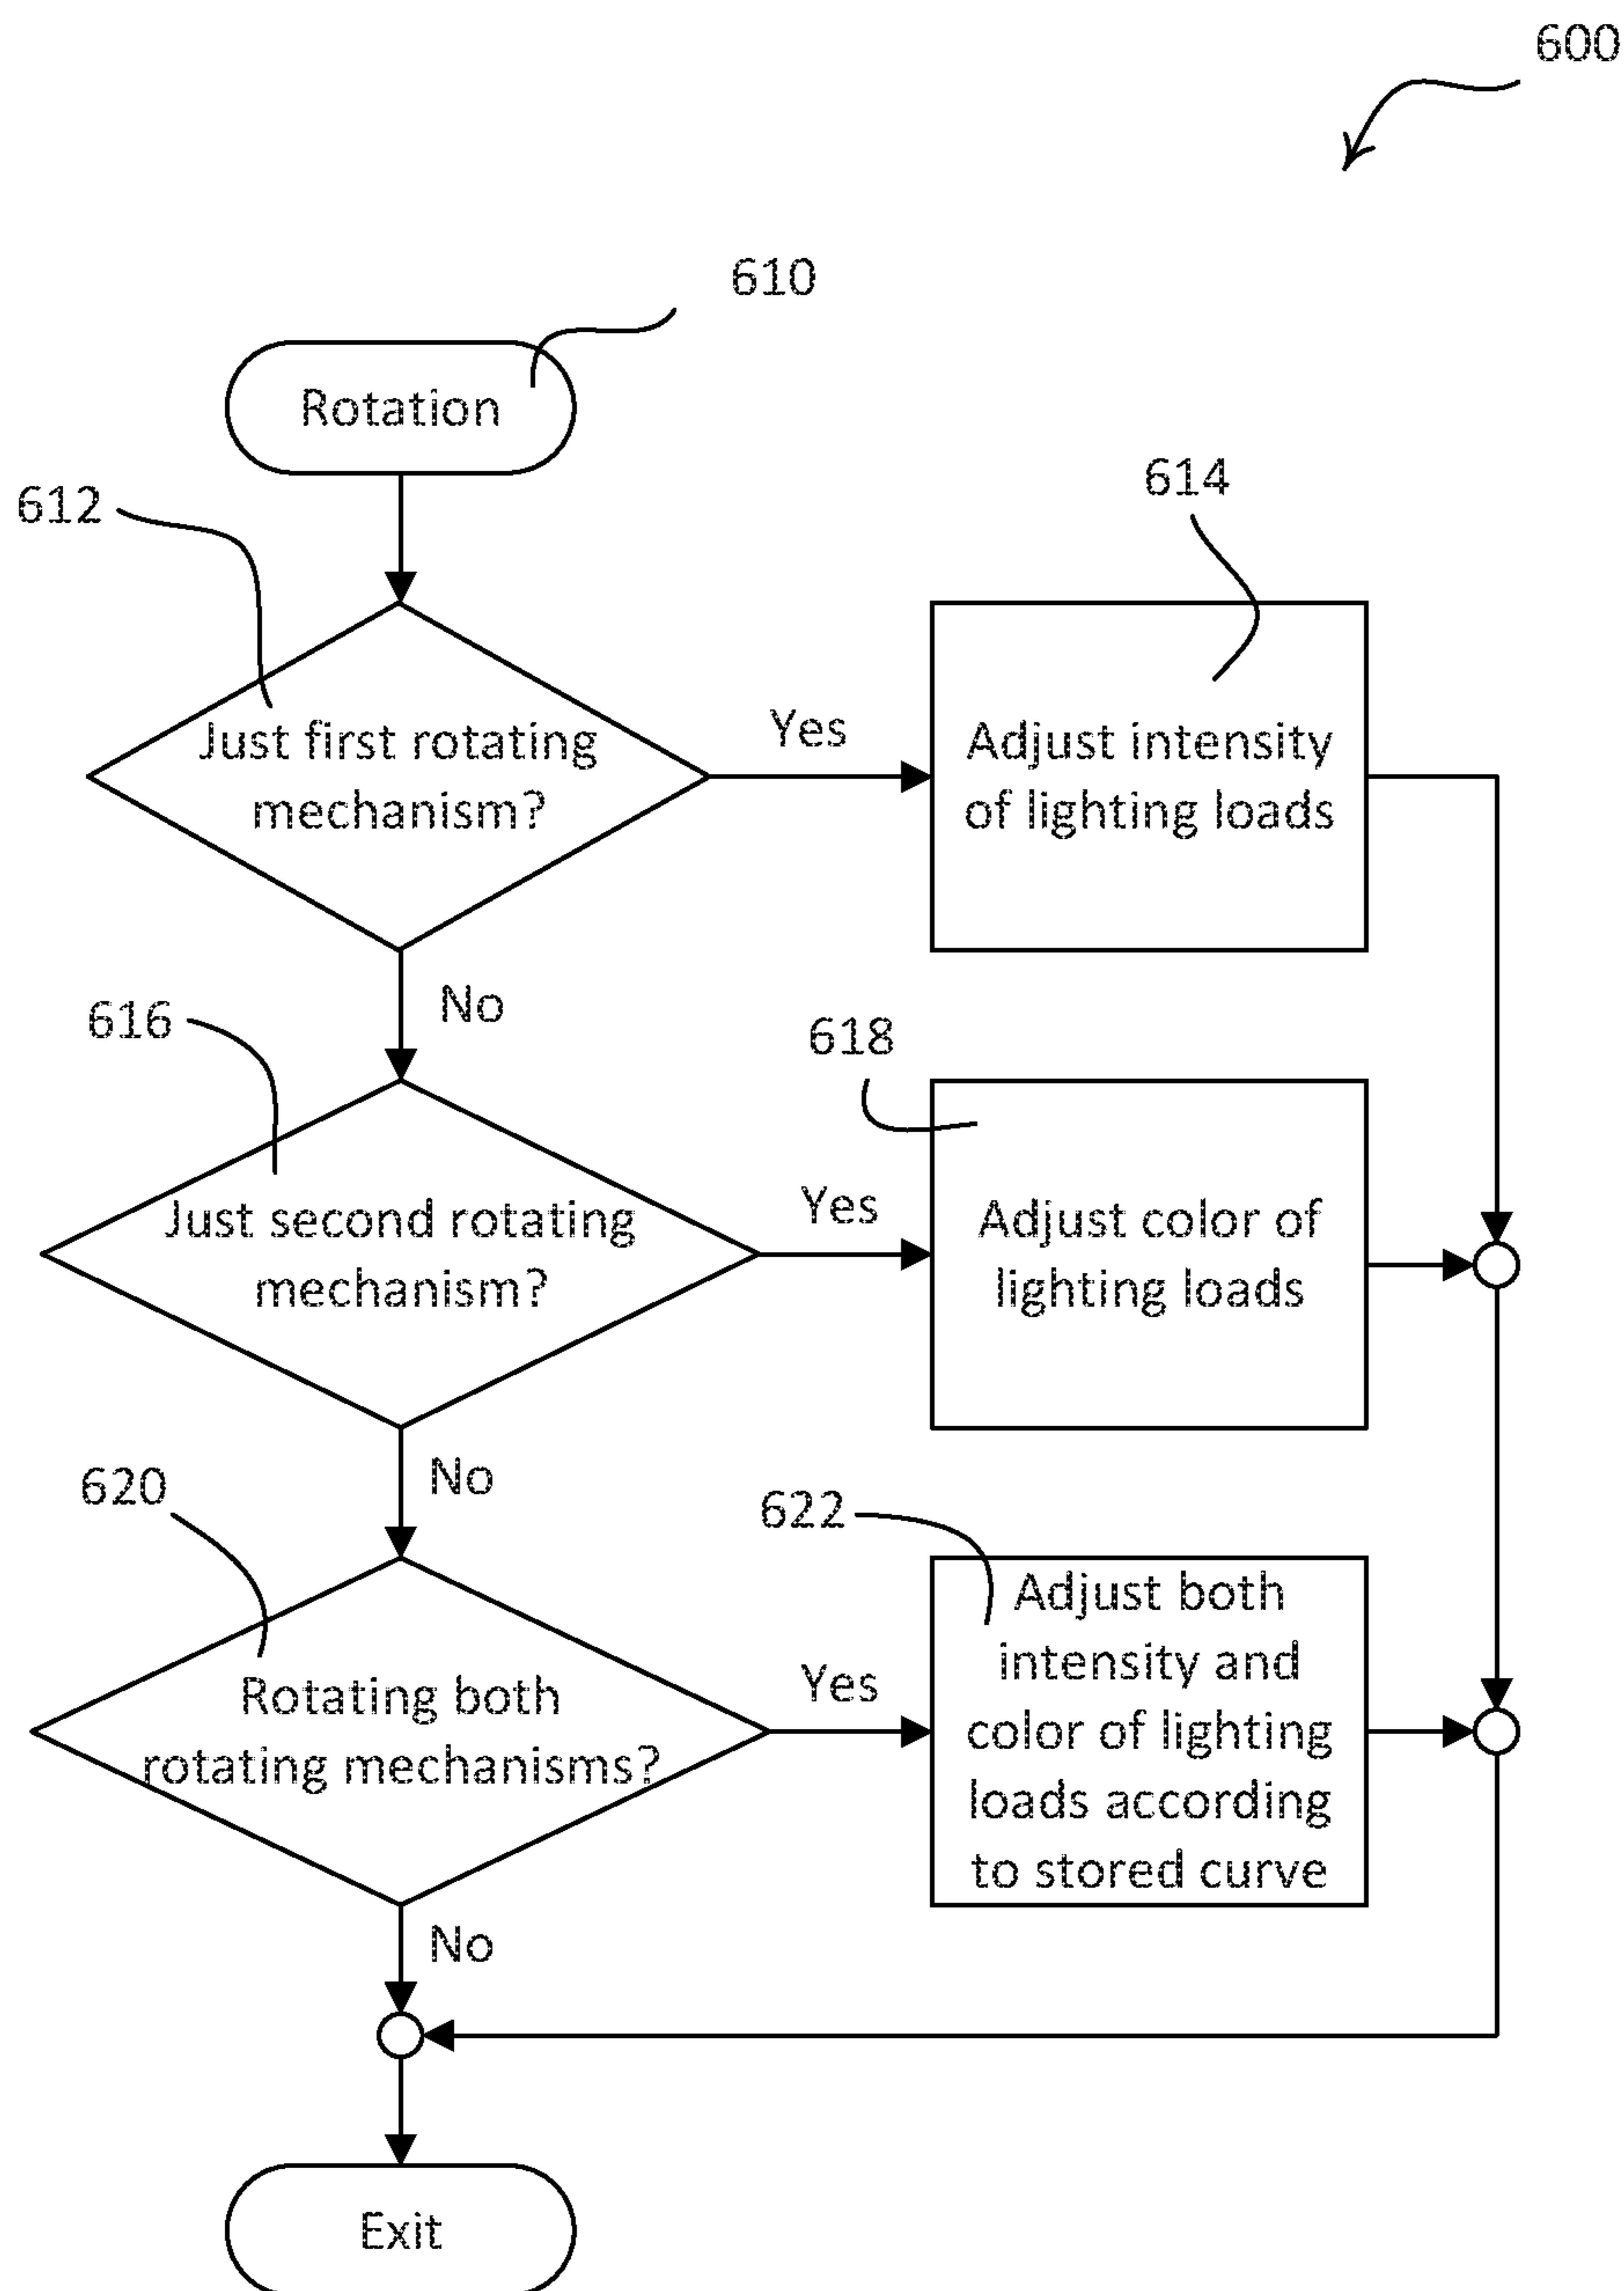 600
610
Rotation
612
614
Just first rotating
mechanism?
Yes
Adjust intensity
of lighting loads
No
616
618
Just second rotating
mechanism?
Yes
Adjust color of
lighting loads
No
620
622
Rotating both
rotating mechanisms?
Yes
Adjust both
intensity and
color of lighting
loads according
to stored curve
No
Exit